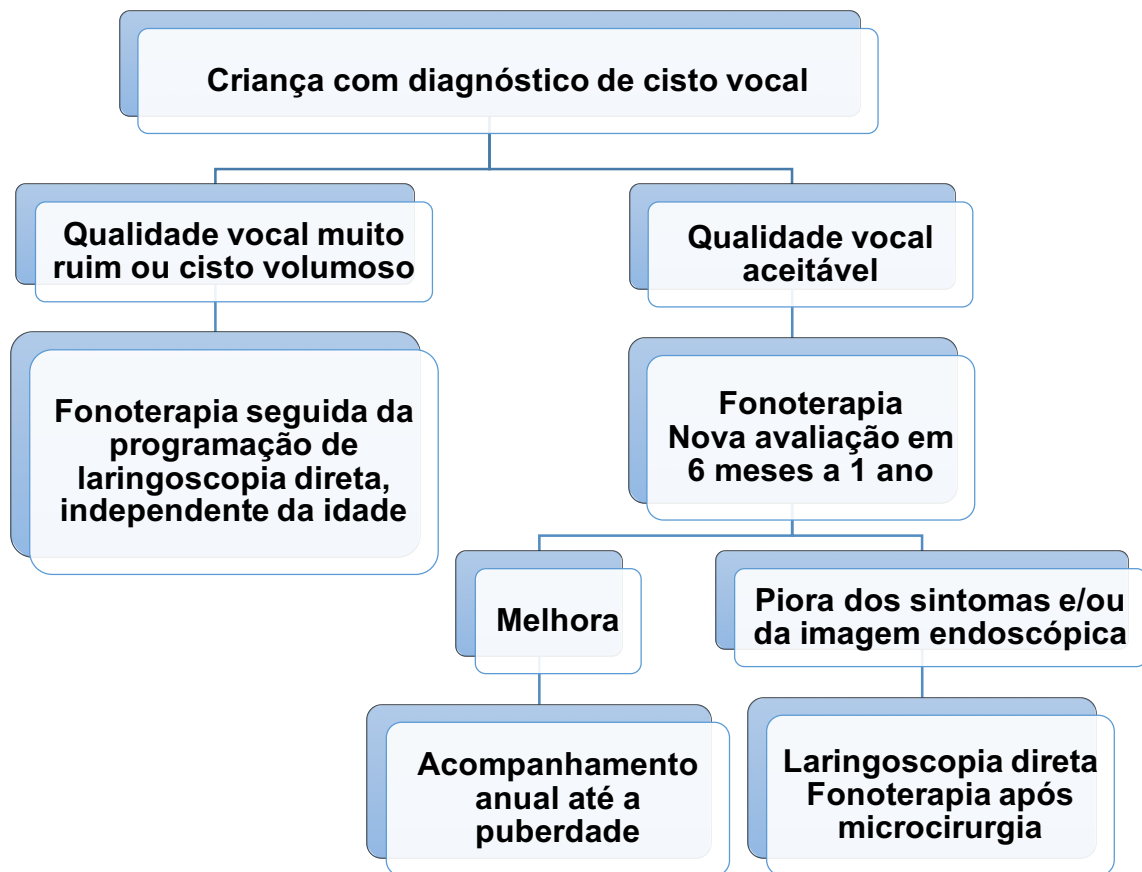 Criança com diagnóstico de cisto vocal
Qualidade vocal muito
ruim ou cisto volumoso
Qualidade vocal
aceitável
Fonoterapia seguida da
programação de
laringoscopia direta,
independente da idade
Fonoterapia
Nova avaliação em
6 meses a 1 ano
Melhora
Piora dos sintomas e/ou
da imagem endoscópica
Acompanhamento
anual até a
puberdade
Laringoscopia direta
Fonoterapia após
microcirurgia